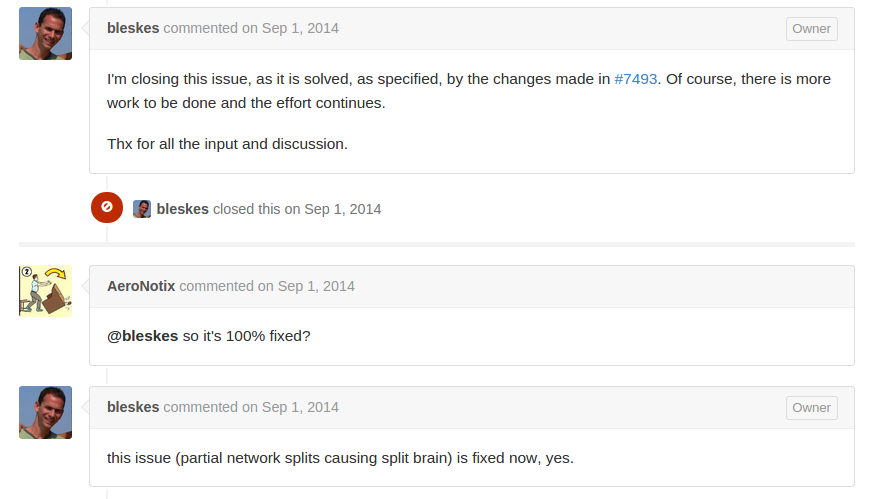 bleskes commented on Sep 1, 2014 Owner
I'm closing this issue, as it is solved, as specified, by the changes made in #7493. Of course, there is more
work to be done and the effort continues.
Thx for all the input and discussion.
bleskes closed this on Sep 1, 2014
2
AeroNotix commented on Sep 1, 2014
@bleskes so it's 100% fixed?
bleskes commented on Sep 1, 2014 Owner
this issue (partial network splits causing split brain) is fixed now, yes.